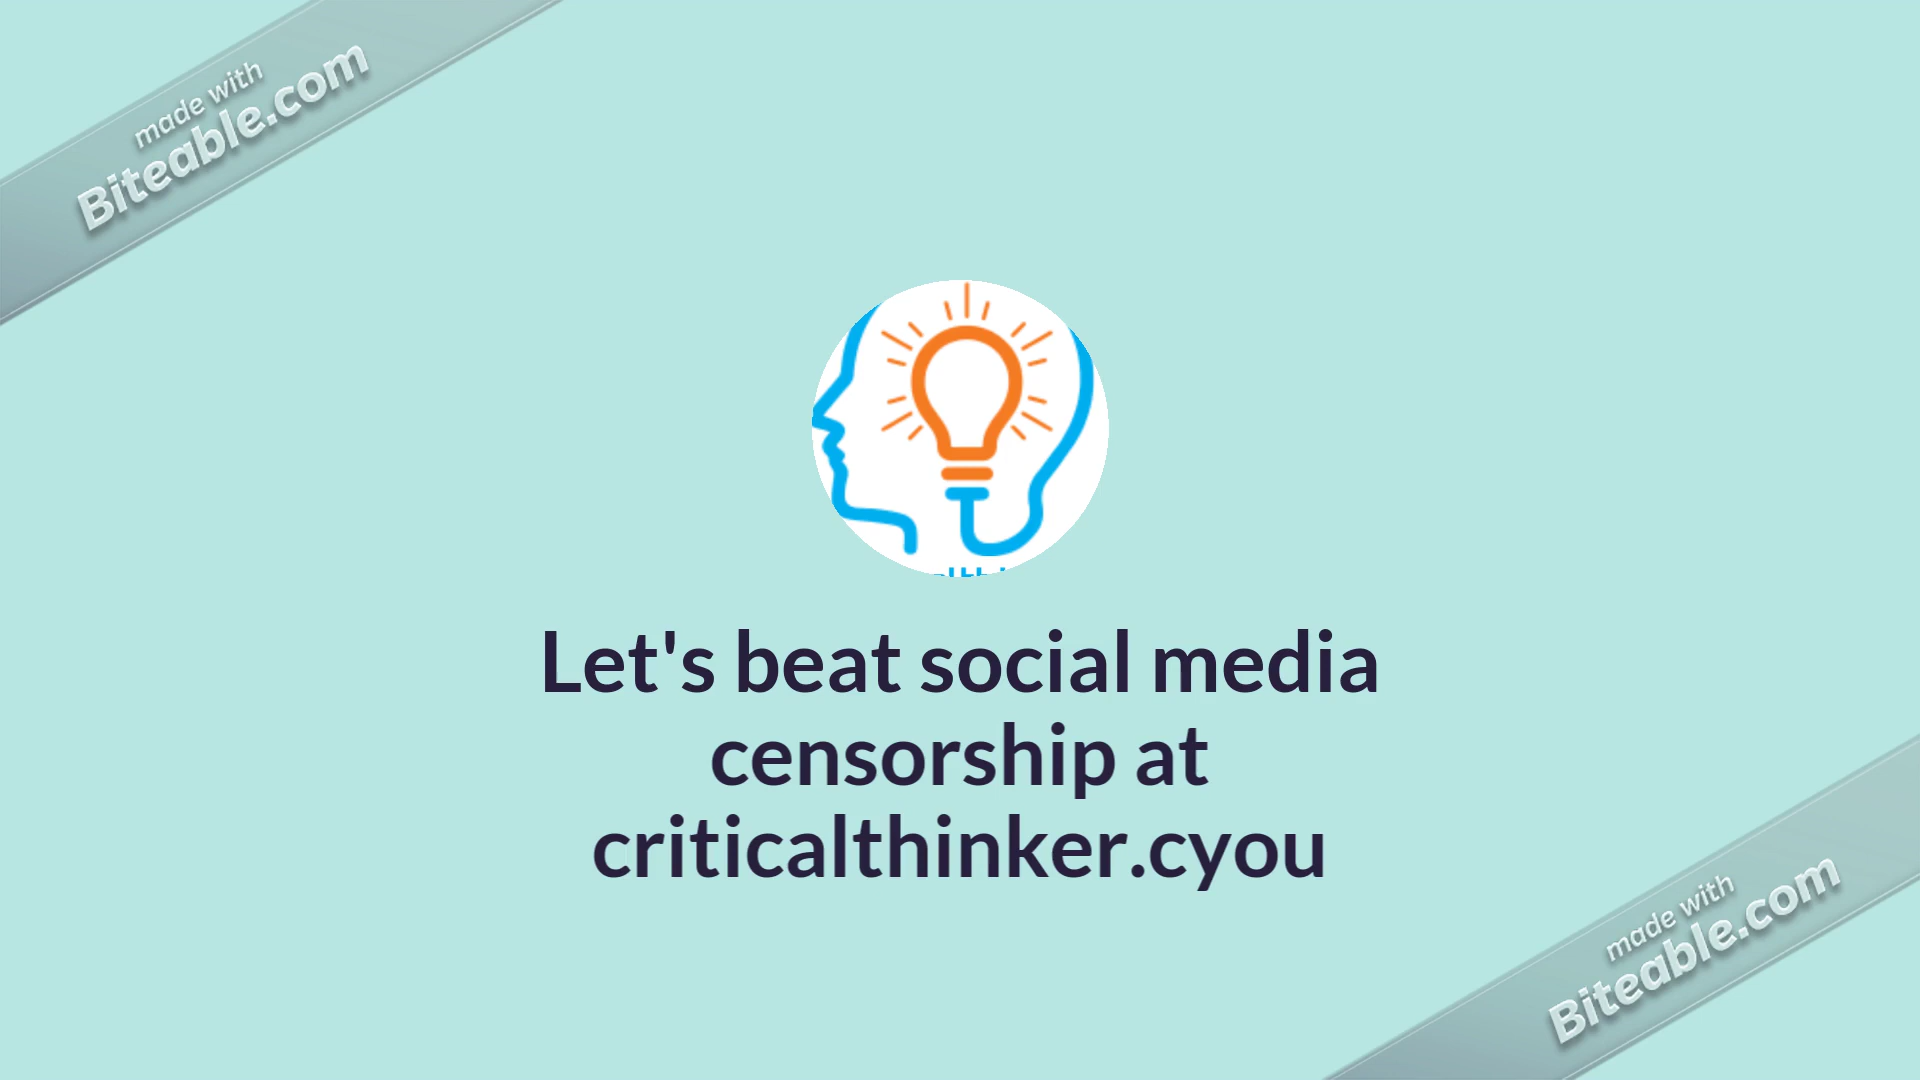 made with
Biteable.com
Let's beat social media
censorship at
criticalthinker.cyou
made with
Biteable.com